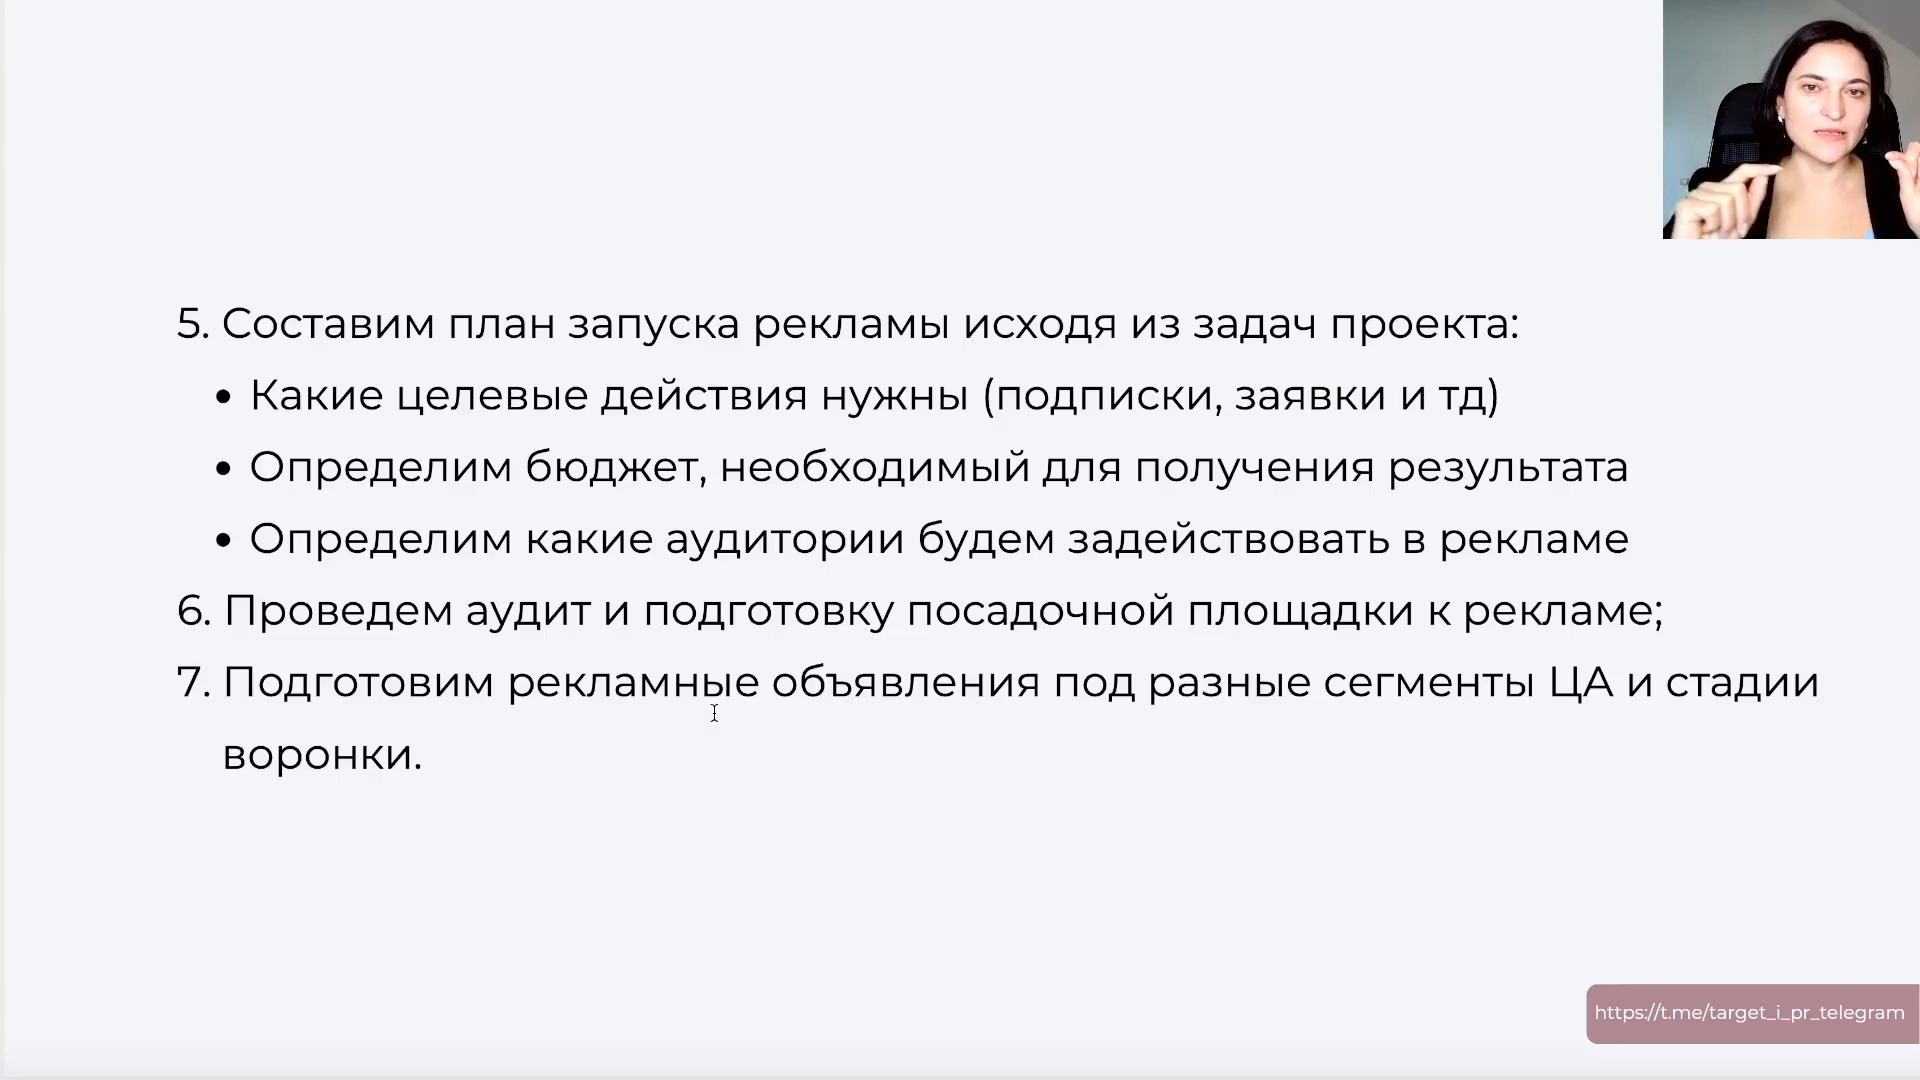 5. Составим план запуска рекламы исходя из задач проекта:
• Какие целевые действия нужны (подписки, заявки и тд)
• Определим бюджет, необходимый для получения результата
• Определим какие аудитории будем задействовать в рекламе
6. Проведем аудит и подготовку посадочной площадки к рекламе;
7. Подготовим рекламные объявления под разные сегменты ЦА и стадии
воронки.
https://t.me/target_i_pr_telegram